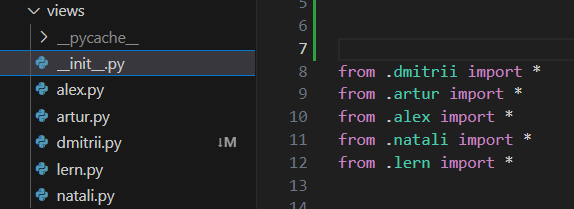 views
__pycache__
__init__.py
alex.py
artur.py
dmitrii.py ↓M
lern.py
natali.py
5
6
7
8 from .dmitrii import *
9 from .artur import *
10 from .alex import *
11 from .natali import *
12 from .lern import *
13
14